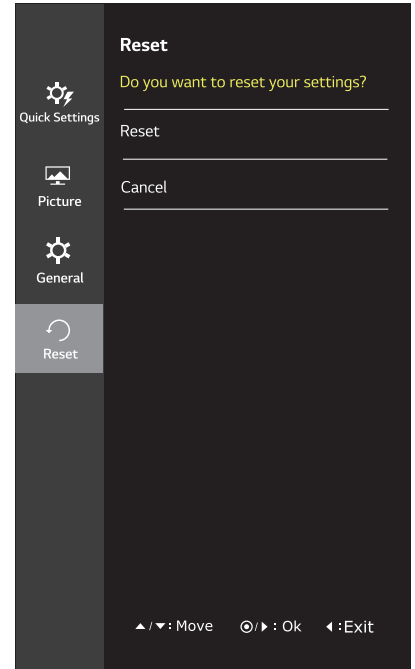 Quick Settings
Picture
General
Reset
Reset
Do you want to reset your settings?
Reset
Cancel
▲/▼: Move ◉/▶: Ok ◀:Exit